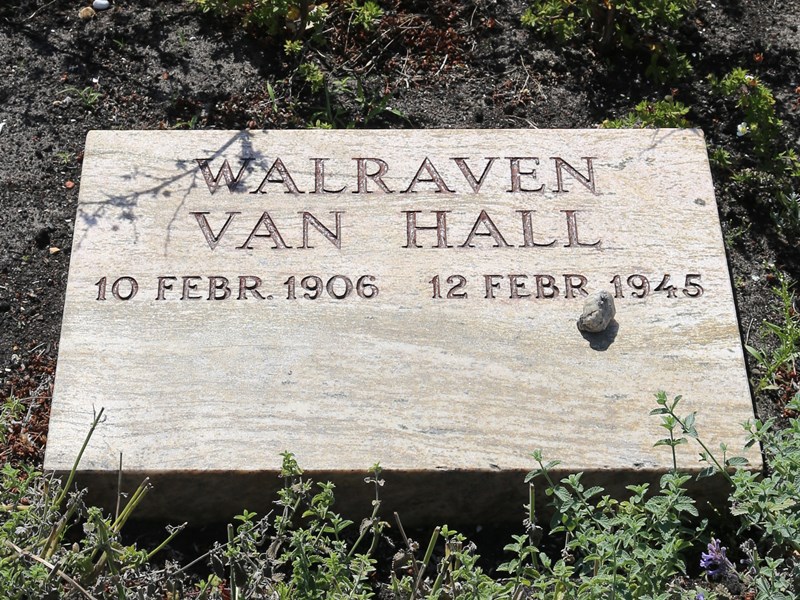 WALRAVEN
VAN HALL
10 FEBR. 1906 12 FEBR. 1945